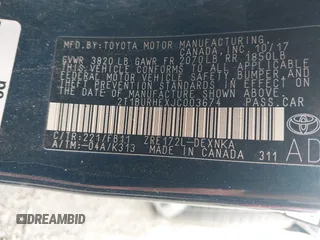 MFD.BY: TOYOTA MOTOR MANUFACTURING
CANADA, INC. 10/17
GVWR 3820 LB GAWR FR 2070LB RR 1850LB
THIS VEHICLE CONFORMS TO ALL APPLICABLE
FEDERAL MOTOR VEHICLE SAFETY, BUMPER,
AND THEFT PREVENTION STANDARDS IN
EFFECT ON THE DATE OF MANUFACTURE
SHOWN ABOVE.
2T1BURHEXJC003674 PASS.CAR
C/TR:221/FB11 ZRE172L-DEXNKA
A/TM:-04A/K313 MADE IN CANADA 311
TOYOTA
AD
DREAMBID